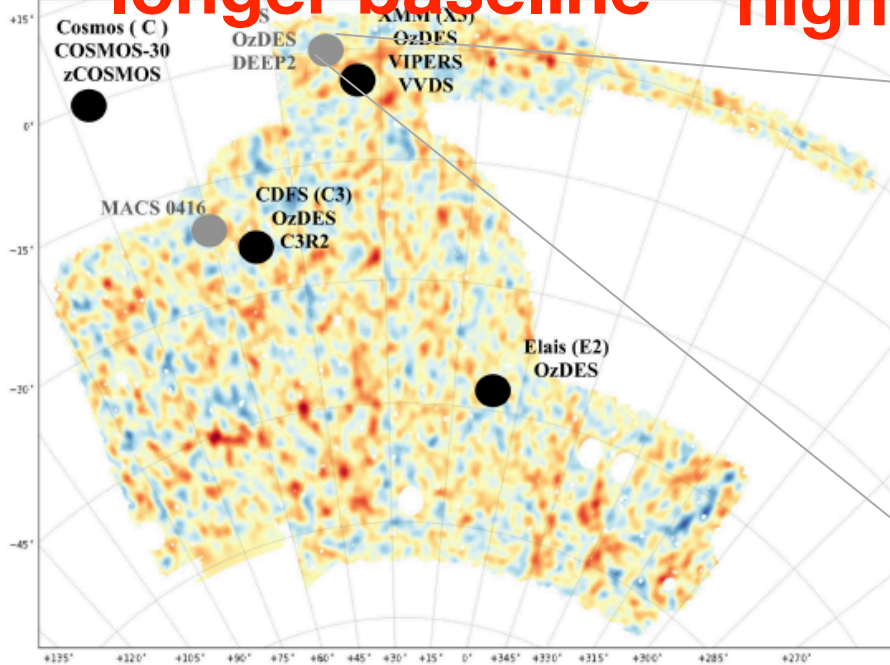 longer baseline
high
+15°
0°
−15°
−30°
−45°
Cosmos ( C )
COSMOS-30
zCOSMOS
S
OzDES
DEEP2
XMM (X3)
OzDES
VIPERS
VVDS
MACS 0416
CDFS (C3)
OzDES
C3R2
Elais (E2)
OzDES
+135° +120° +105° +90° +60° +45° +30° +15° 0° +345° +330° +315° +285° +270°